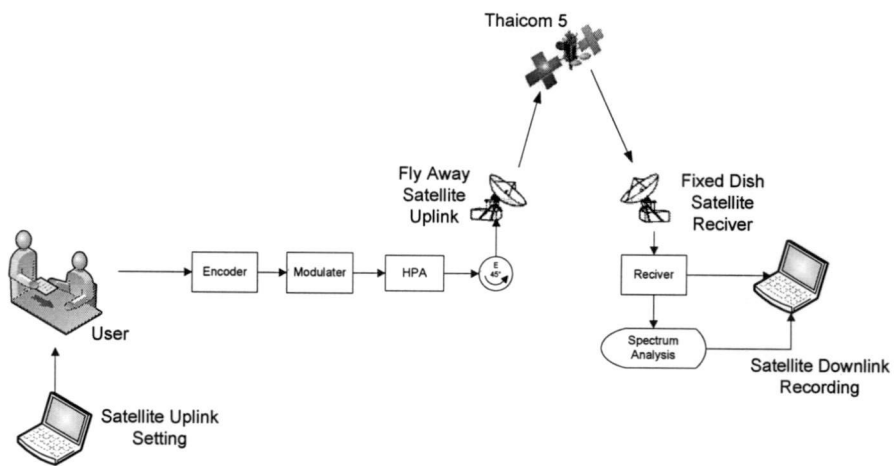 Thaicom 5
Fly Away
Satellite
Uplink
Fixed Dish
Satellite
Reciver
Encoder
Modulater
HPA
E
45°
Reciver
User
Spectrum
Analysis
Satellite Downlink
Recording
Satellite Uplink
Setting